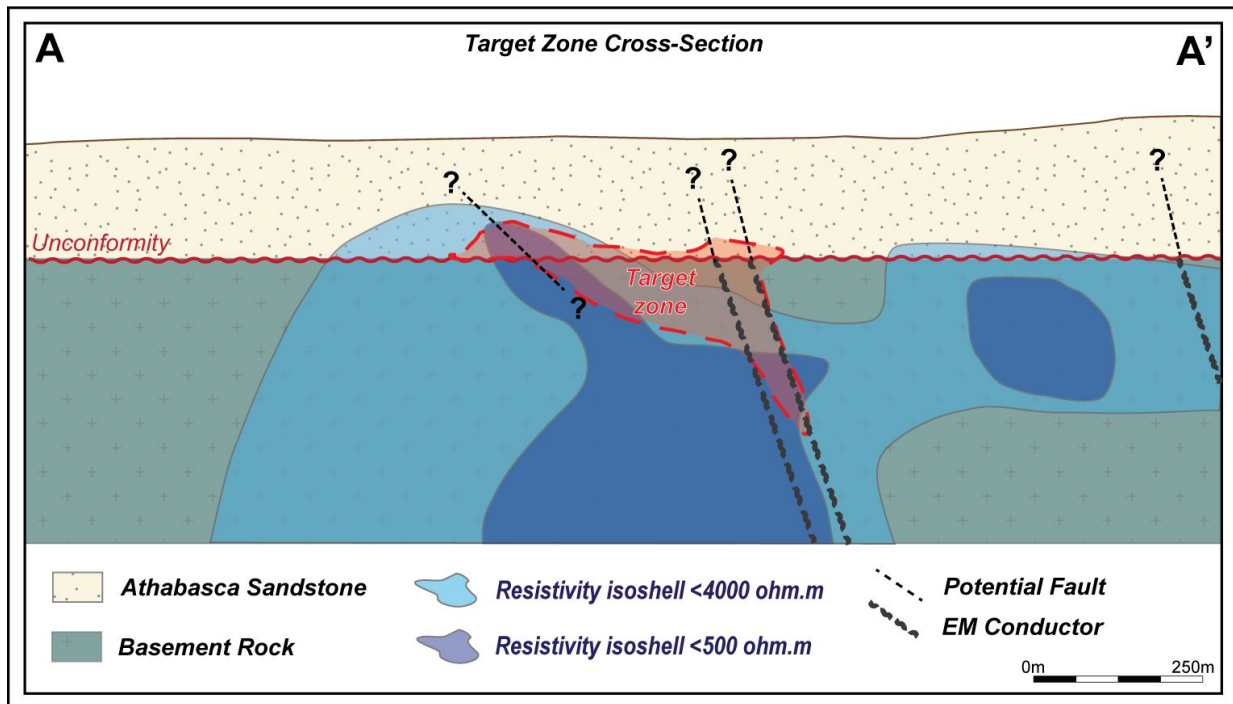 A
Target Zone Cross-Section
A'
?
?
?
?
Unconformity
?
Target
zone
Athabasca Sandstone
Resistivity isoshell <4000 ohm.m
Potential Fault
EM Conductor
Basement Rock
Resistivity isoshell <500 ohm.m
0m
250m